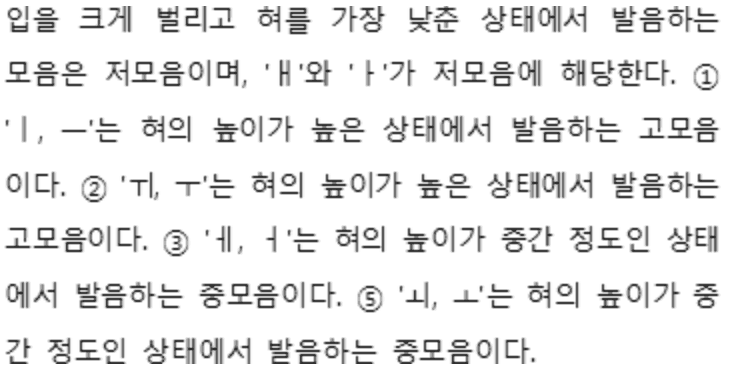 입을 크게 벌리고 혀를 가장 낮춘 상태에서 발음하는
모음은 저모음이며, 'ㅐ'와 'ㅏ'가 저모음에 해당한다. ①
'ㅣ, ㅡ'는 혀의 높이가 높은 상태에서 발음하는 고모음
이다. ② 'ㅟ, ㅜ'는 혀의 높이가 높은 상태에서 발음하는
고모음이다. ③ 'ㅔ, ㅓ'는 혀의 높이가 중간 정도인 상태
에서 발음하는 중모음이다. ⑤ 'ㅚ, ㅗ'는 혀의 높이가 중
간 정도인 상태에서 발음하는 중모음이다.